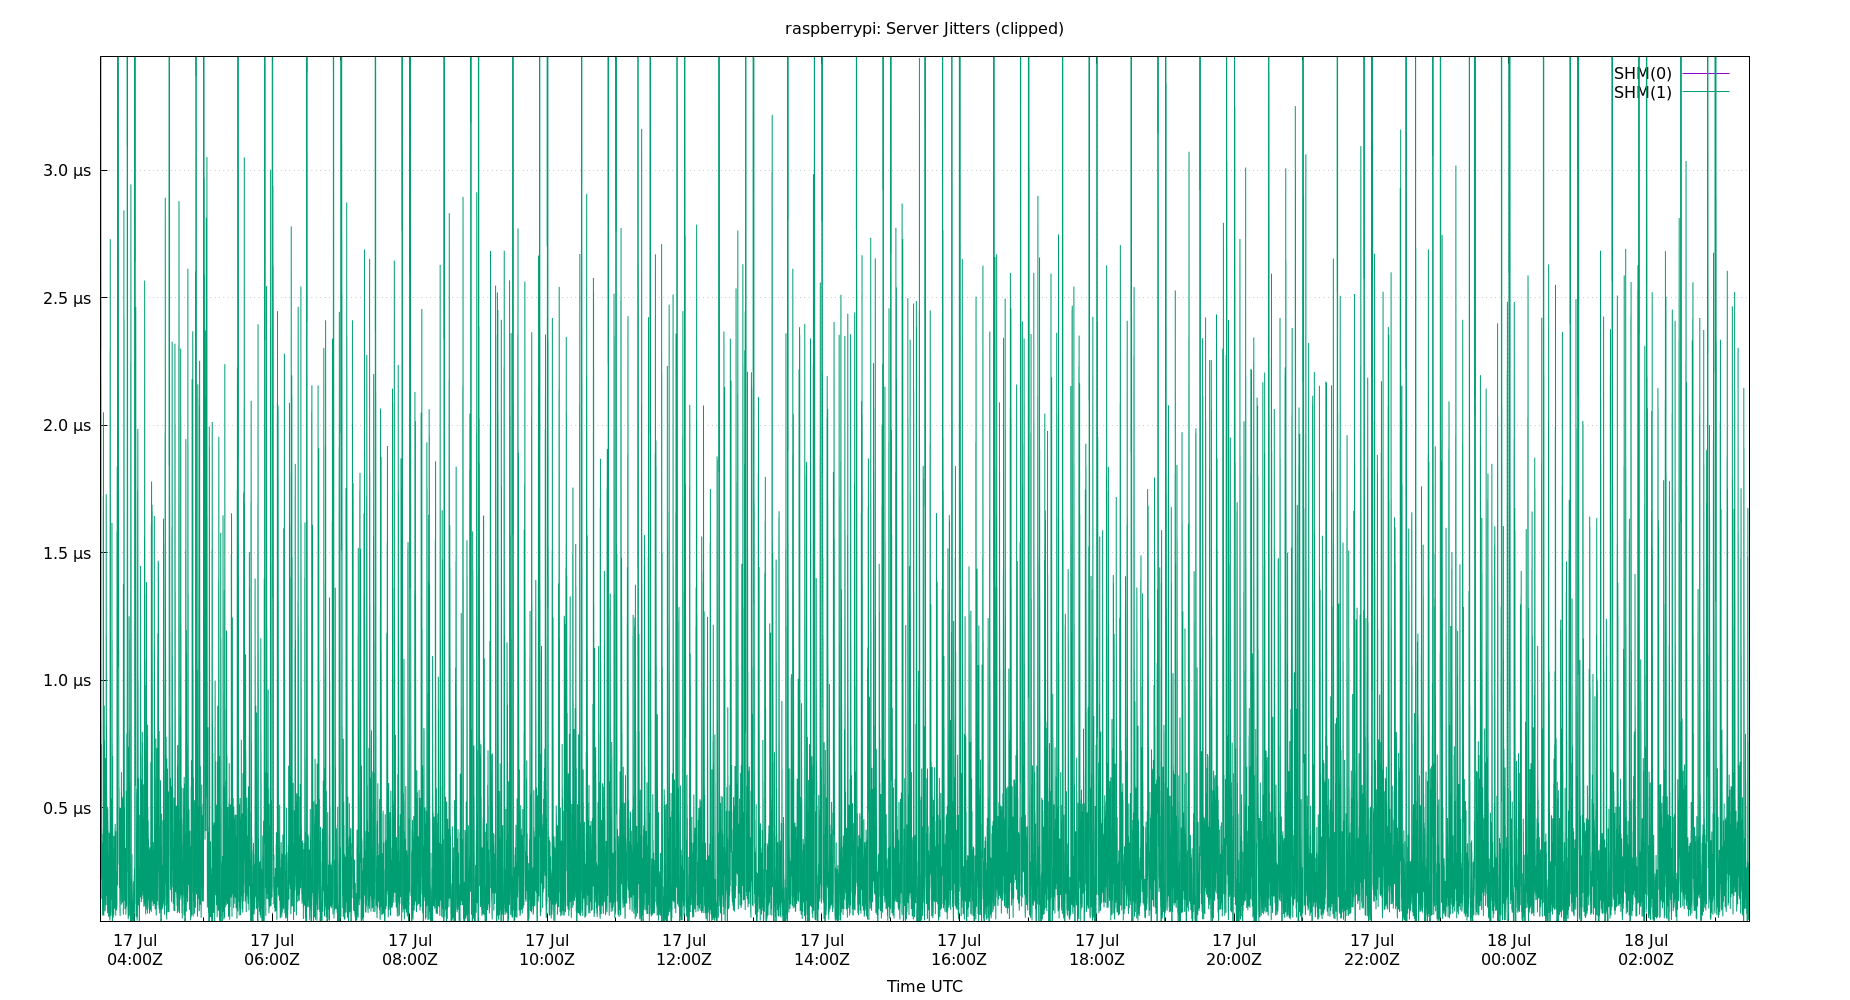 raspberrypi: Server Jitters (clipped)
SHM(0)
SHM(1)
3.0 µs
2.5 µs
2.0 µs
1.5 µs
1.0 µs
0.5 µs
17 Jul 17 Jul 17 Jul 17 Jul 17 Jul 17 Jul 17 Jul 17 Jul 17 Jul 17 Jul 18 Jul 18 Jul
04:00Z 06:00Z 08:00Z 10:00Z 12:00Z 14:00Z 16:00Z 18:00Z 20:00Z 22:00Z 00:00Z 02:00Z
Time UTC